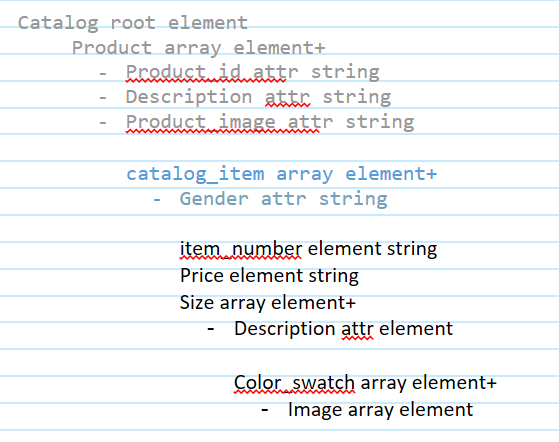 Catalog root element
Product array element+
- Product_id attr string
- Description attr string
- Product_image attr string
catalog_item array element+
- Gender attr string
item_number element string
Price element string
Size array element+
- Description attr element
Color_swatch array element+
- Image array element